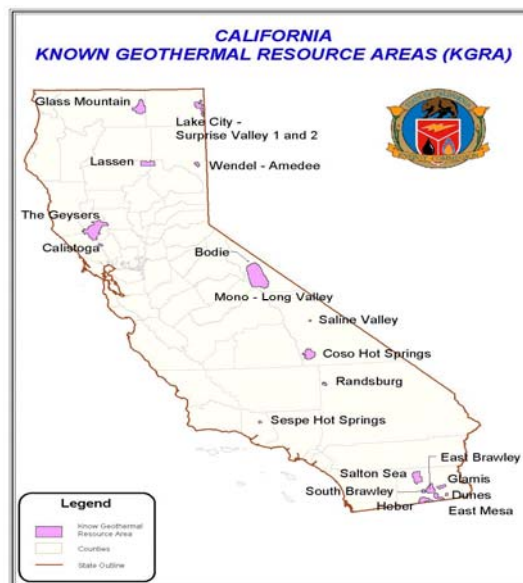 CALIFORNIA
KNOWN GEOTHERMAL RESOURCE AREAS (KGRA)
Glass Mountain
Lake City -
Surprise Valley 1 and 2
Lassen
Wendel - Amedee
The Geysers
Calistoga
Bodie
Mono - Long Valley
Saline Valley
Coso Hot Springs
Randsburg
Sespe Hot Springs
East Brawley
Salton Sea
Glamis
South Brawley
Dunes
Heber
East Mesa
Legend
Know Geothermal
Resource Area
Counties
State Outline